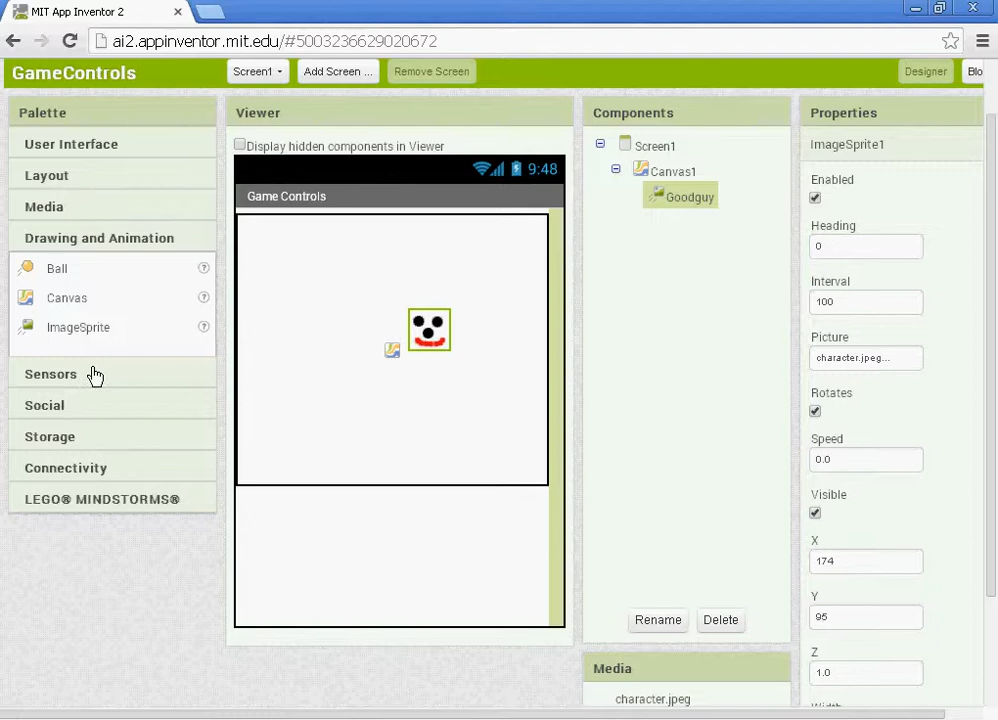 MIT App Inventor 2
ai2.appinventor.mit.edu/#5003236629020672
GameControls
Screen1
Add Screen ...
Remove Screen
Designer
Blo
Palette
User Interface
Layout
Media
Drawing and Animation
Ball
?
Canvas
?
ImageSprite
?
Sensors
Social
Storage
Connectivity
LEGO® MINDSTORMS®
Viewer
Display hidden components in Viewer
9:48
Game Controls
Components
Screen1
Canvas1
Goodguy
Rename
Delete
Media
character.jpeg
Properties
ImageSprite1
Enabled
Heading
0
Interval
100
Picture
character.jpeg...
Rotates
Speed
0.0
Visible
X
174
Y
95
Z
1.0